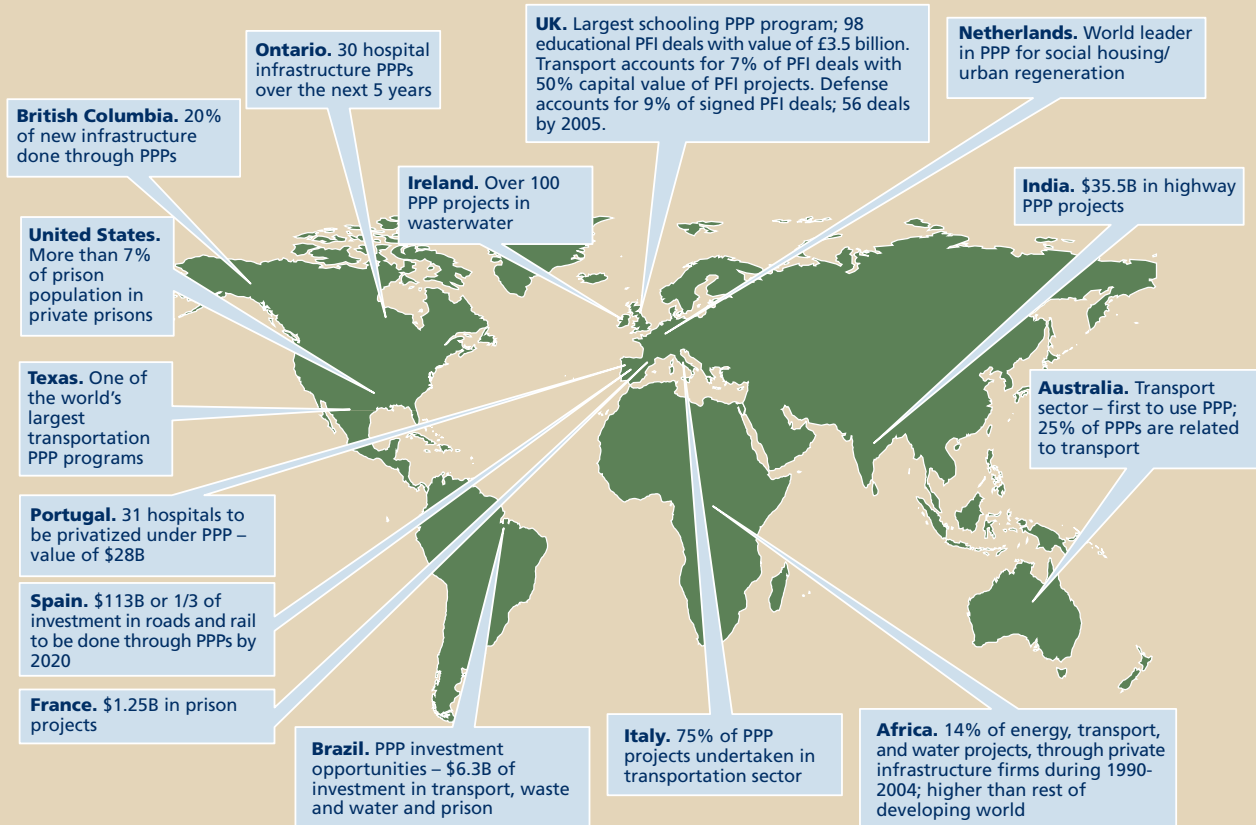 UK. Largest schooling PPP program; 98
educational PFI deals with value of £3.5 billion.
Transport accounts for 7% of PFI deals with
50% capital value of PFI projects. Defense
accounts for 9% of signed PFI deals; 56 deals
by 2005.
Netherlands. World leader
in PPP for social housing/
urban regeneration
Ontario. 30 hospital
infrastructure PPPs
over the next 5 years
British Columbia. 20%
of new infrastructure
done through PPPs
Ireland. Over 100
PPP projects in
wasterwater
India. $35.5B in highway
PPP projects
United States.
More than 7%
of prison
population in
private prisons
Texas. One of
the world's
largest
transportation
PPP programs
Australia. Transport
sector – first to use PPP;
25% of PPPs are related
to transport
Portugal. 31 hospitals to
be privatized under PPP –
value of $28B
Spain. $113B or 1/3 of
investment in roads and rail
to be done through PPPs by
2020
France. $1.25B in prison
projects
Brazil. PPP investment
opportunities – $6.3B of
investment in transport, waste
and water and prison
Italy. 75% of PPP
projects undertaken in
transportation sector
Africa. 14% of energy, transport,
and water projects, through private
infrastructure firms during 1990-
2004; higher than rest of
developing world